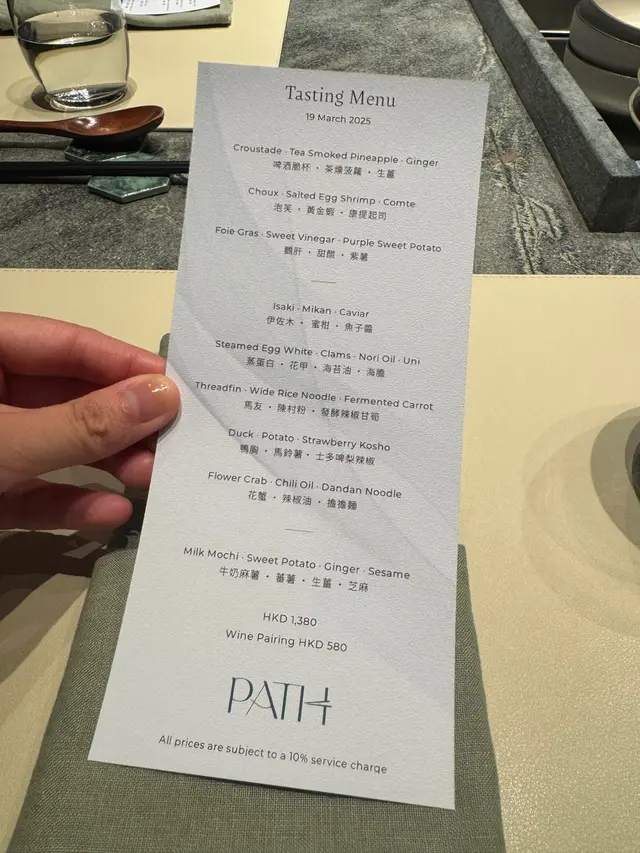 Tasting Menu
19 March 2025
Croustade · Tea Smoked Pineapple · Ginger
啤酒脆杯 · 茶燻菠蘿 · 生薑
Choux · Salted Egg Shrimp · Comte
泡芙 · 黃金蝦 · 康提起司
Foie Gras · Sweet Vinegar · Purple Sweet Potato
鵝肝 · 甜醋 · 紫薯
Isaki · Mikan · Caviar
伊佐木 · 蜜柑 · 魚子醬
Steamed Egg White · Clams · Nori Oil · Uni
蒸蛋白 · 花甲 · 海苔油 · 海膽
Threadfin · Wide Rice Noodle · Fermented Carrot
馬友 · 陳村粉 · 發酵辣椒甘筍
Duck · Potato · Strawberry Kosho
鴨胸 · 馬鈴薯 · 士多啤梨辣椒
Flower Crab · Chili Oil · Dandan Noodle
花蟹 · 辣椒油 · 擔擔麵
Milk Mochi · Sweet Potato · Ginger · Sesame
牛奶麻薯 · 蕃薯 · 生薑 · 芝麻
HKD 1,380
Wine Pairing HKD 580
PATH
All prices are subject to a 10% service charge